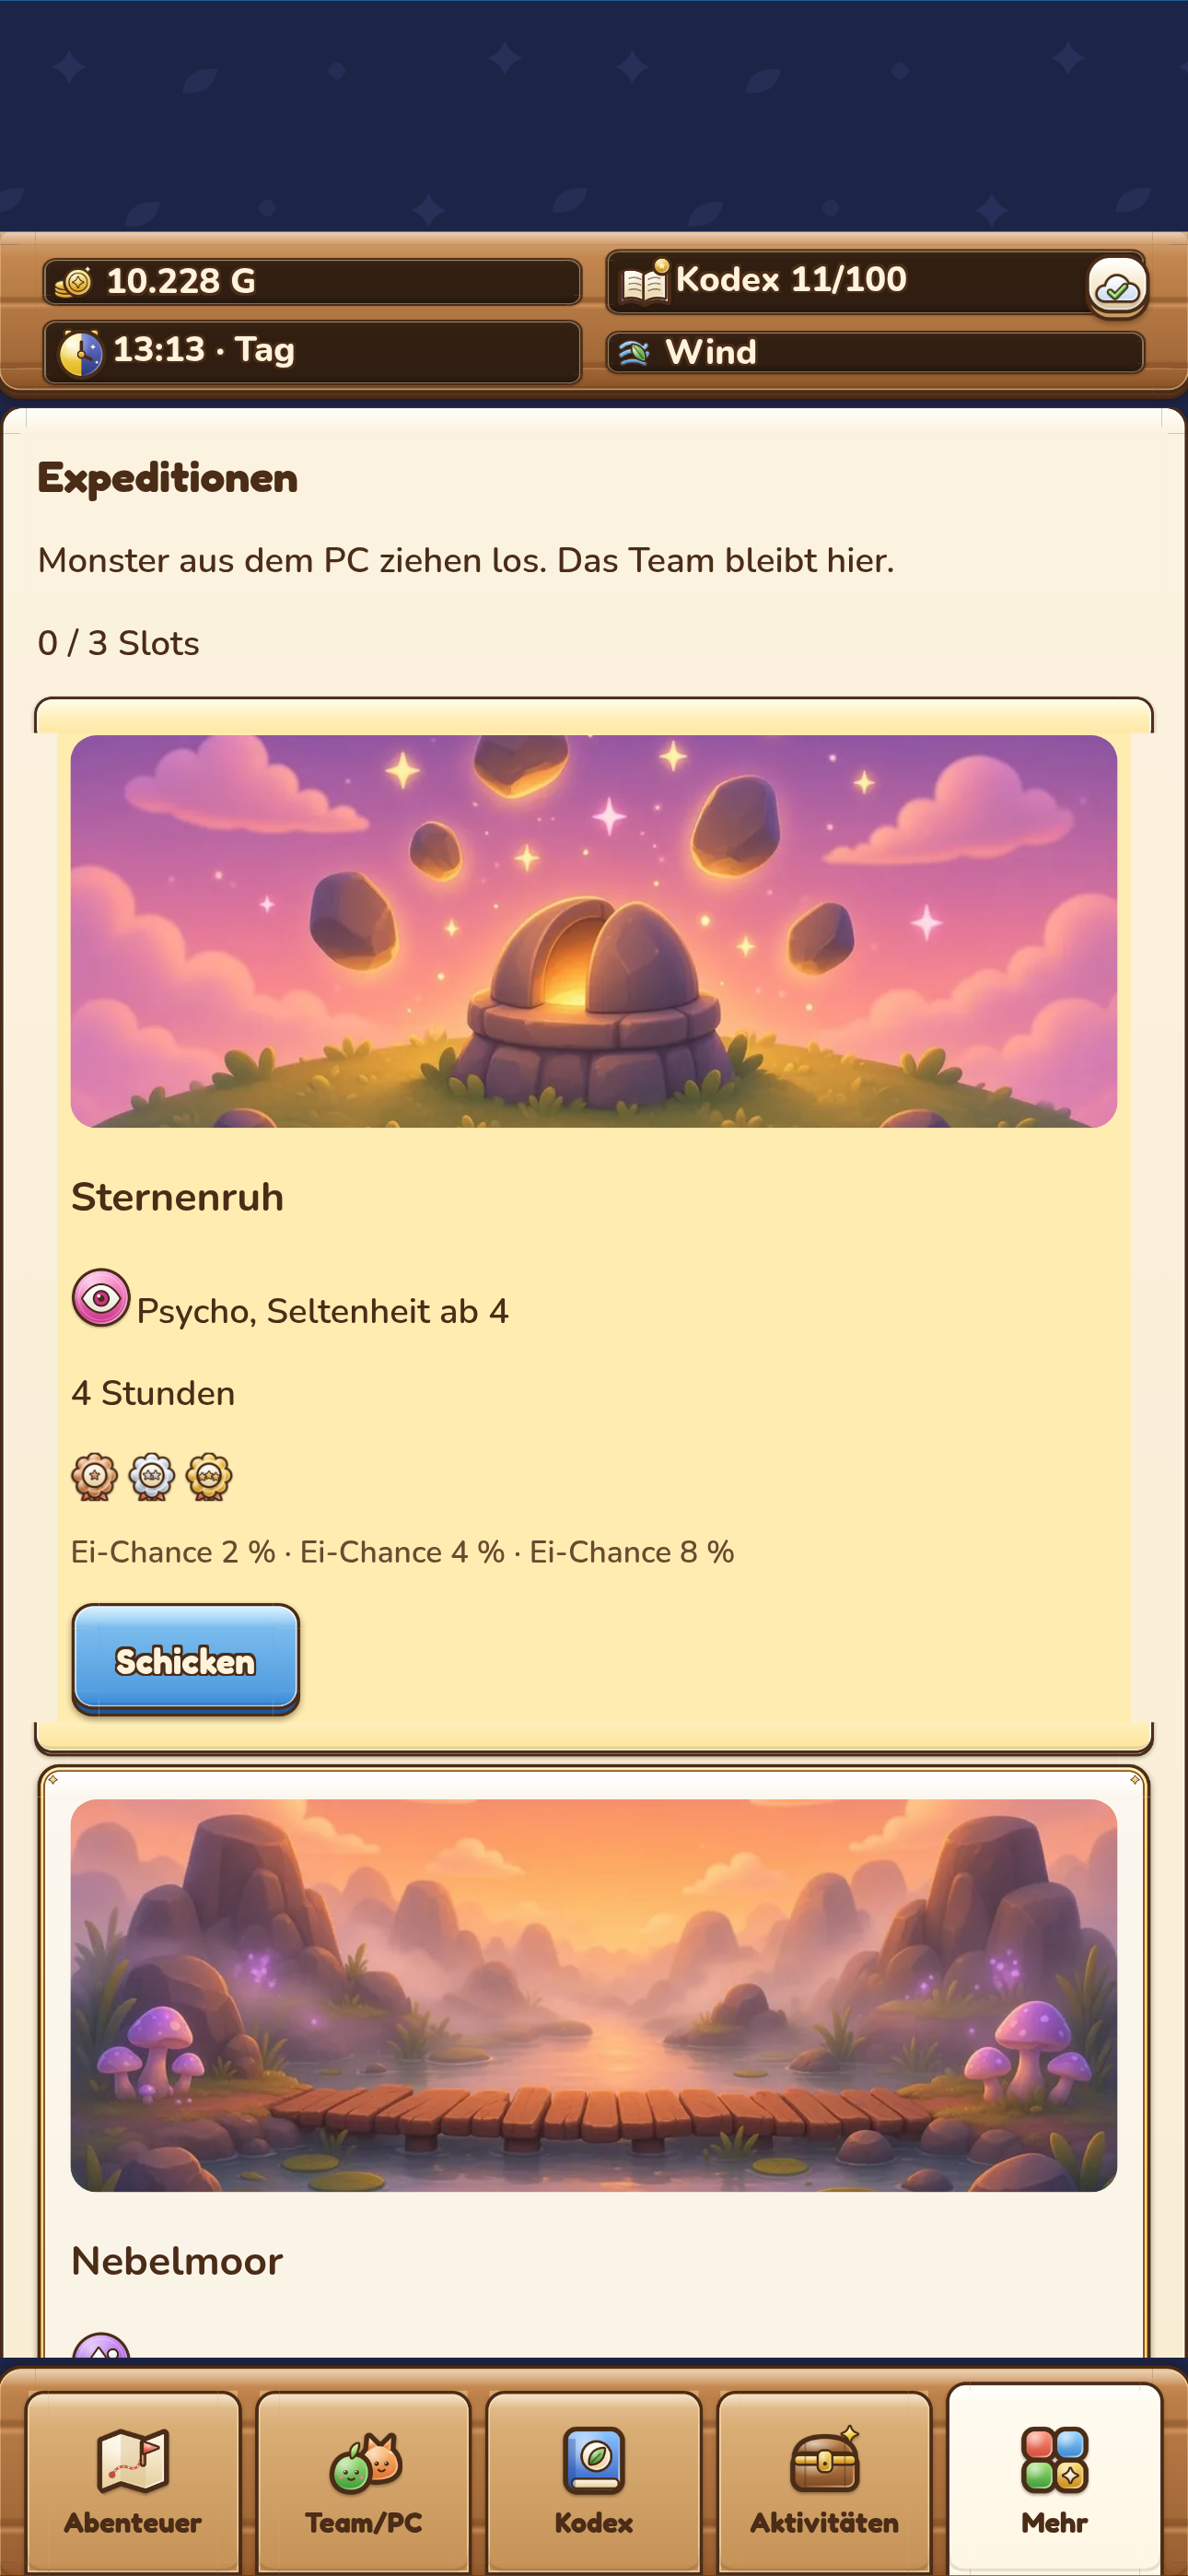 10.228 G
Kodex 11/100
13:13 · Tag
Wind
Expeditionen
Monster aus dem PC ziehen los. Das Team bleibt hier.
0 / 3 Slots
Sternenruh
Psycho, Seltenheit ab 4
4 Stunden
Ei-Chance 2 % · Ei-Chance 4 % · Ei-Chance 8 %
Schicken
Nebelmoor
Abenteuer
Team/PC
Kodex
Aktivitäten
Mehr